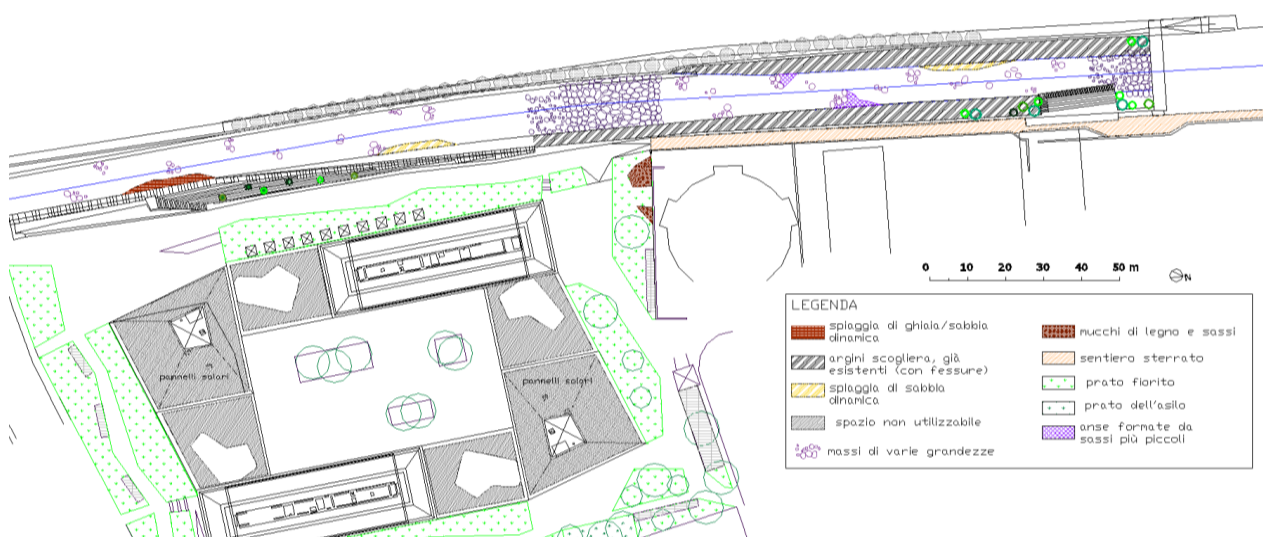 pannelli solari
pannelli solari
0 10 20 30 40 50 m
N
LEGENDA
spiaggia di ghiaia/sabbia
dinamica
argini scogliera, già
esistenti (con fessure)
spiaggia di sabbia
dinamica
spazio non utilizzabile
massi di varie grandezze
mucchi di legno e sassi
sentiero sterrato
prato fiorito
prato dell'asilo
anse formate da
sassi più piccoli